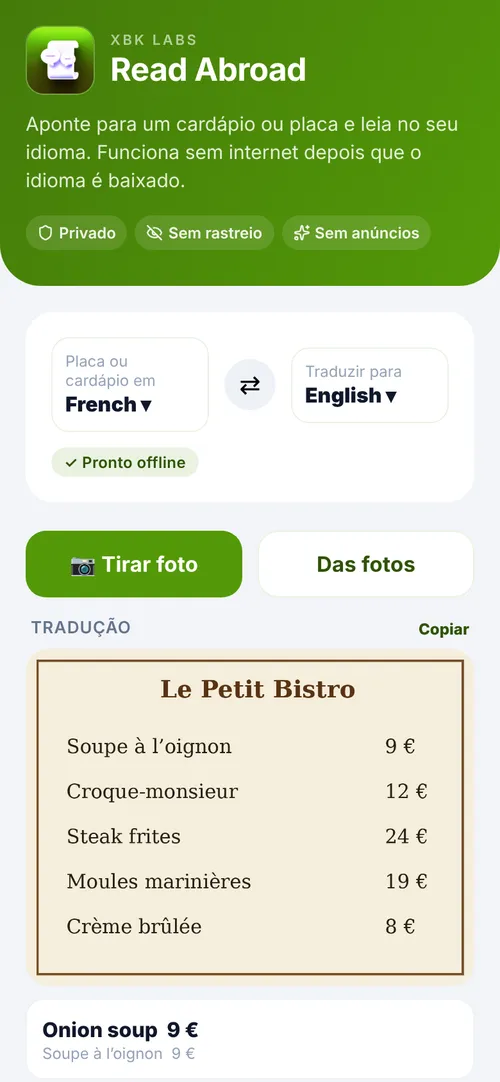 XBK LABS
Read Abroad
Aponte para um cardápio ou placa e leia no seu
idioma. Funciona sem internet depois que o
idioma é baixado.
Privado
Sem rastreio
Sem anúncios
Placa ou
cardápio em
French ▾
Traduzir para
English ▾
✓ Pronto offline
📷 Tirar foto
Das fotos
TRADUÇÃO
Copiar
Le Petit Bistro
Soupe à l’oignon 9 €
Croque-monsieur 12 €
Steak frites 24 €
Moules marinières 19 €
Crème brûlée 8 €
Onion soup 9 €
Soupe à l’oignon 9 €